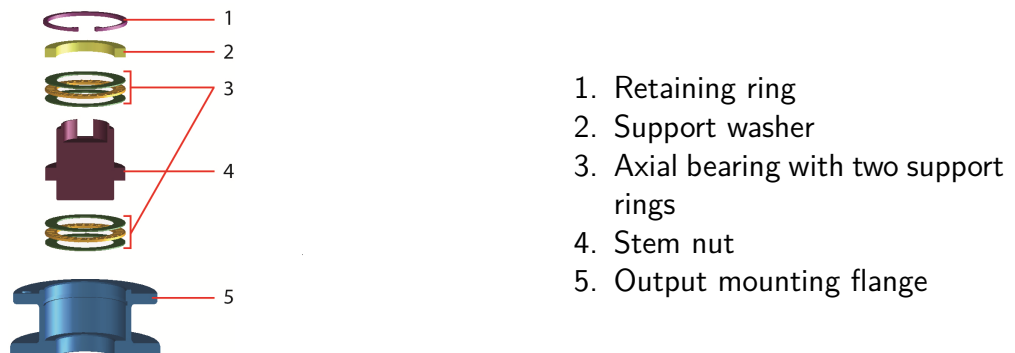 1
2
3
4
5
1. Retaining ring
2. Support washer
3. Axial bearing with two support
rings
4. Stem nut
5. Output mounting flange